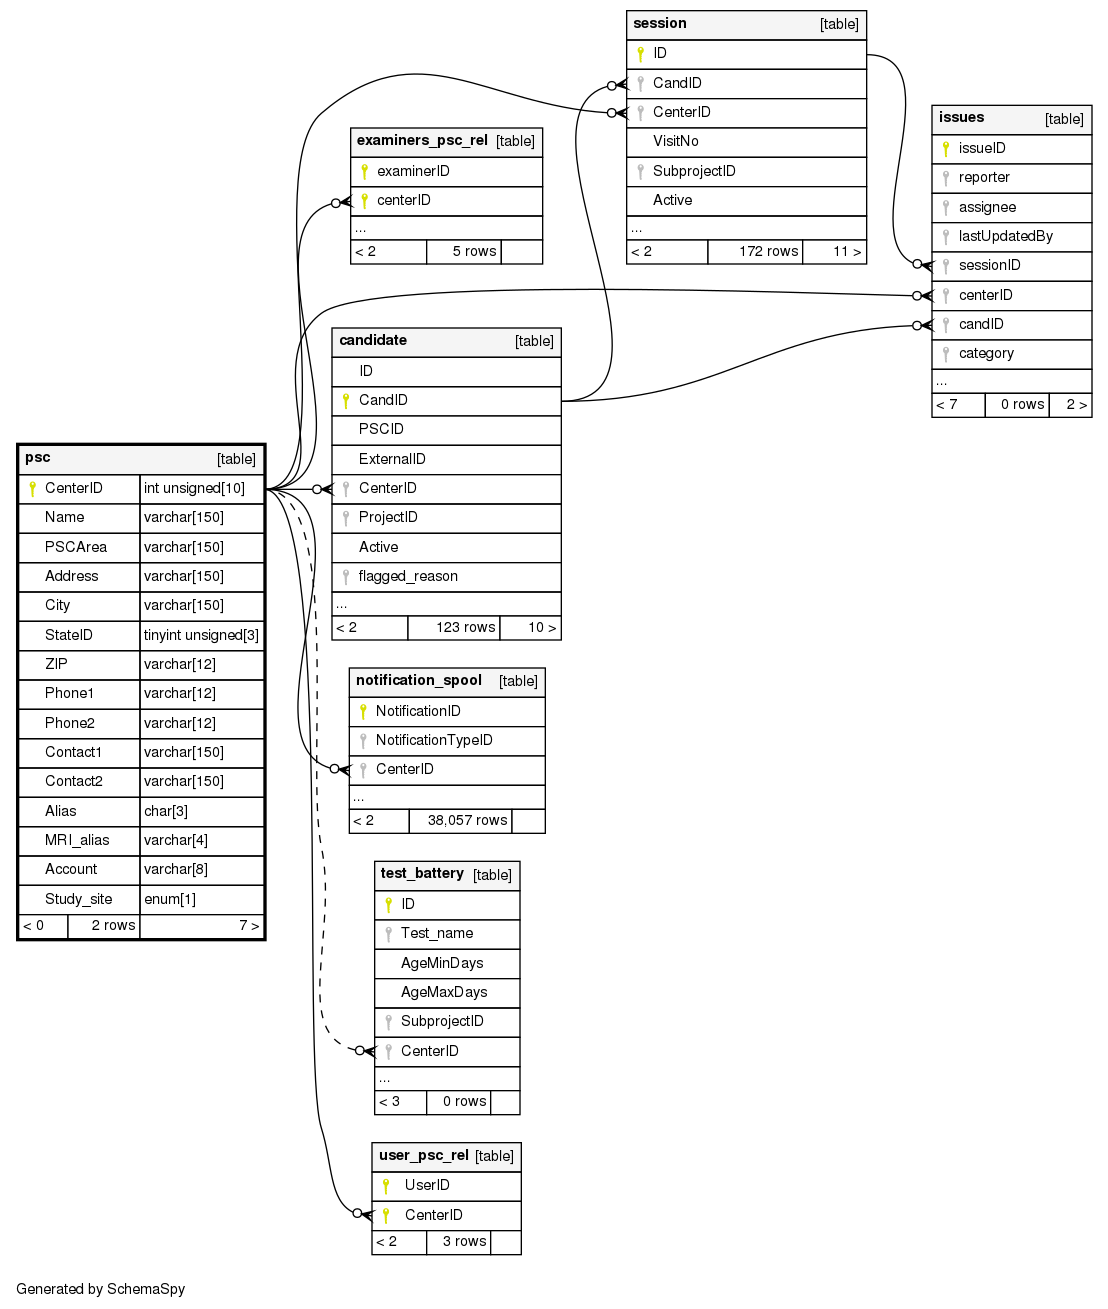 session [table]
ID
CandID
CenterID
VisitNo
SubprojectID
Active
...
< 2 172 rows 11 >
issues [table]
issueID
reporter
assignee
lastUpdatedBy
sessionID
centerID
candID
category
...
< 7 0 rows 2 >
examiners_psc_rel [table]
examinerID
centerID
...
< 2 5 rows
candidate [table]
ID
CandID
PSCID
ExternalID
CenterID
ProjectID
Active
flagged_reason
...
< 2 123 rows 10 >
psc [table]
CenterID int unsigned[10]
Name varchar[150]
PSCArea varchar[150]
Address varchar[150]
City varchar[150]
StateID tinyint unsigned[3]
ZIP varchar[12]
Phone1 varchar[12]
Phone2 varchar[12]
Contact1 varchar[150]
Contact2 varchar[150]
Alias char[3]
MRI_alias varchar[4]
Account varchar[8]
Study_site enum[1]
< 0 2 rows 7 >
notification_spool [table]
NotificationID
NotificationTypeID
CenterID
...
< 2 38,057 rows
test_battery [table]
ID
Test_name
AgeMinDays
AgeMaxDays
SubprojectID
CenterID
...
< 3 0 rows
user_psc_rel [table]
UserID
CenterID
< 2 3 rows
Generated by SchemaSpy